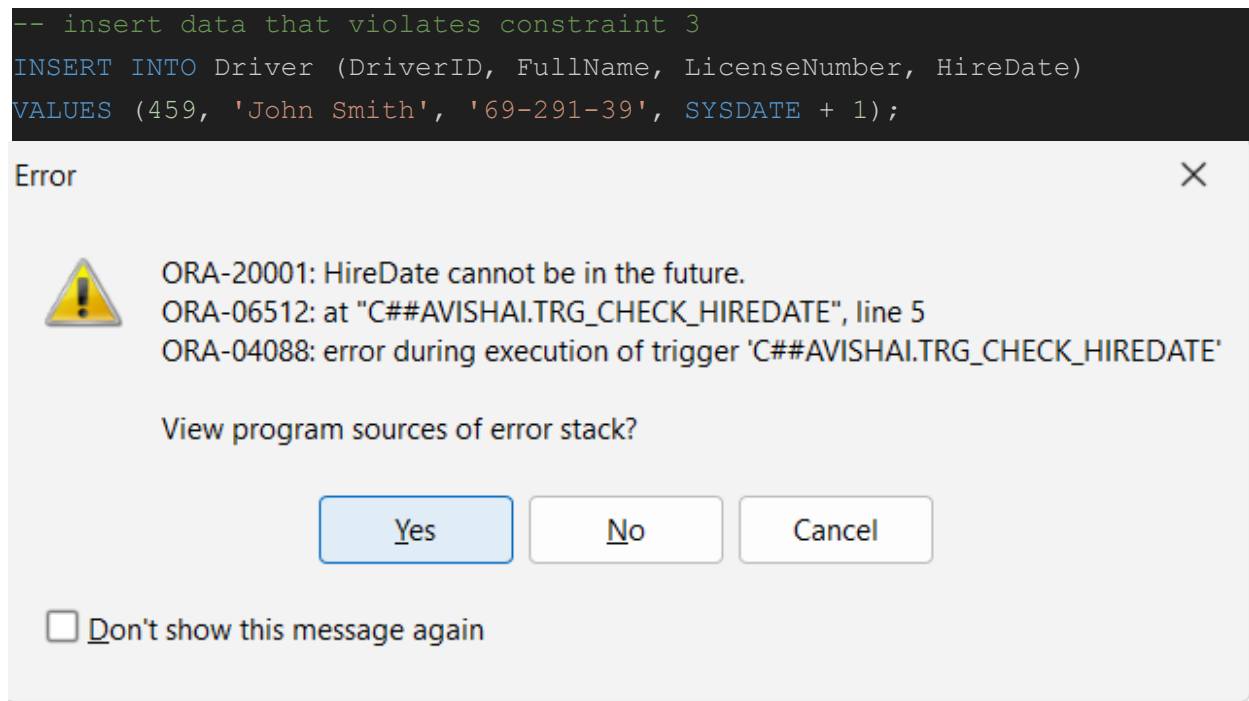 -- insert data that violates constraint 3
INSERT INTO Driver (DriverID, FullName, LicenseNumber, HireDate)
VALUES (459, 'John Smith', '69-291-39', SYSDATE + 1);
Error
ORA-20001: HireDate cannot be in the future.
ORA-06512: at "C##AVISHAI.TRG_CHECK_HIREDATE", line 5
ORA-04088: error during execution of trigger 'C##AVISHAI.TRG_CHECK_HIREDATE'
View program sources of error stack?
Yes No Cancel
Don't show this message again